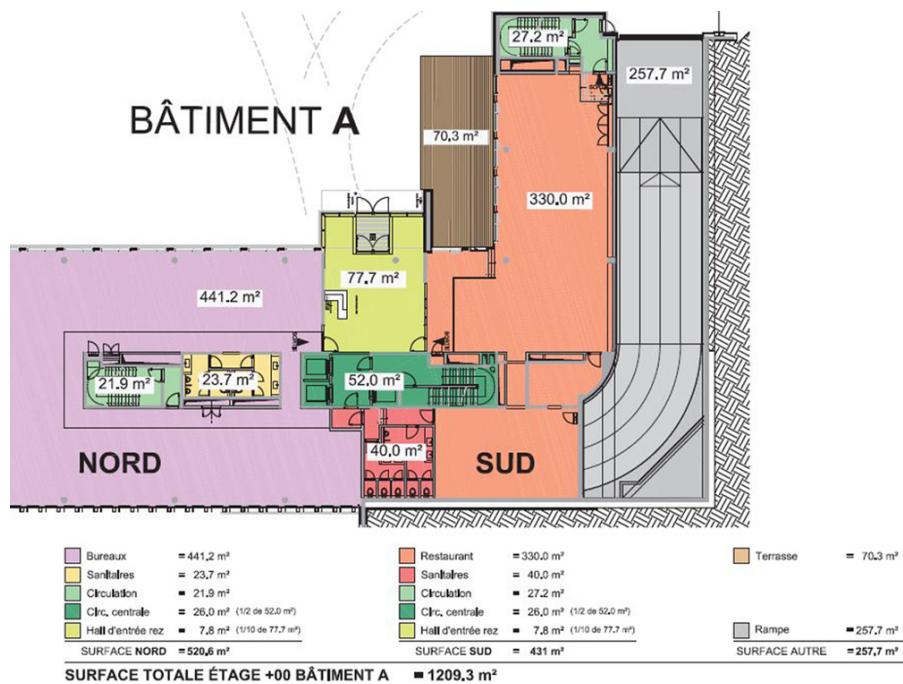 27.2 m²
257.7 m²
BÂTIMENT A
70.3 m²
330.0 m²
77.7 m²
441.2 m²
21.9 m²
23.7 m²
52.0 m²
40.0 m²
NORD
SUD
Bureaux = 441.2 m²
Sanitaires = 23.7 m²
Circulation = 21.9 m²
Circ. centrale = 26.0 m² (1/2 de 52.0 m²)
Hall d'entrée rez = 7.8 m² (1/10 de 77.7 m²)
SURFACE NORD = 520.6 m²
Restaurant = 330.0 m²
Sanitaires = 40.0 m²
Circulation = 27.2 m²
Circ. centrale = 26.0 m² (1/2 de 52.0 m²)
Hall d'entrée rez = 7.8 m² (1/10 de 77.7 m²)
SURFACE SUD = 431 m²
Terrasse = 70.3 m²
Rampe = 257.7 m²
SURFACE AUTRE = 257.7 m²
SURFACE TOTALE ÉTAGE +00 BÂTIMENT A = 1209.3 m²